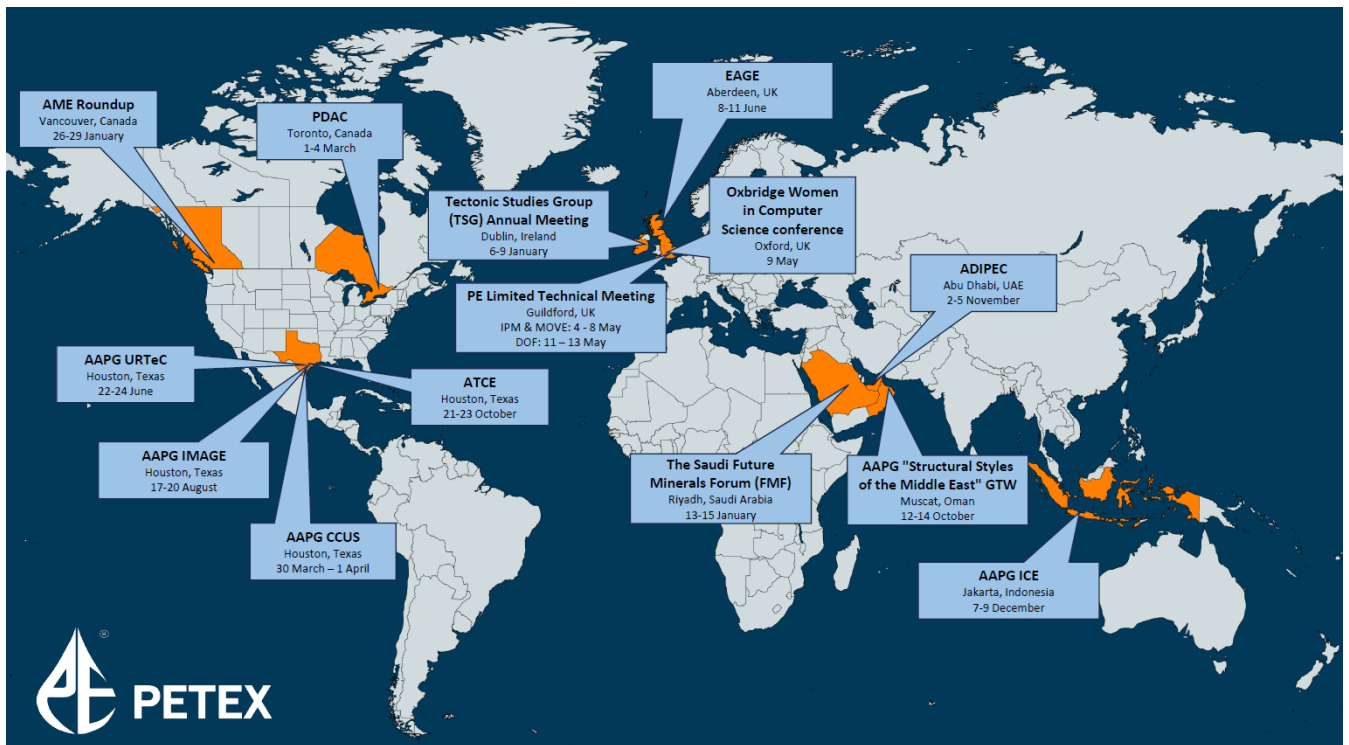 AME Roundup
Vancouver, Canada
26-29 January
PDAC
Toronto, Canada
1-4 March
EAGE
Aberdeen, UK
8-11 June
Tectonic Studies Group
(TSG) Annual Meeting
Dublin, Ireland
6-9 January
Oxbridge Women
in Computer
Science conference
Oxford, UK
9 May
PE Limited Technical Meeting
Guildford, UK
IPM & MOVE: 4 - 8 May
DOF: 11 – 13 May
ADIPEC
Abu Dhabi, UAE
2-5 November
AAPG URTeC
Houston, Texas
22-24 June
ATCE
Houston, Texas
21-23 October
AAPG IMAGE
Houston, Texas
17-20 August
AAPG CCUS
Houston, Texas
30 March – 1 April
The Saudi Future
Minerals Forum (FMF)
Riyadh, Saudi Arabia
13-15 January
AAPG "Structural Styles
of the Middle East" GTW
Muscat, Oman
12-14 October
AAPG ICE
Jakarta, Indonesia
7-9 December
®
PETEX